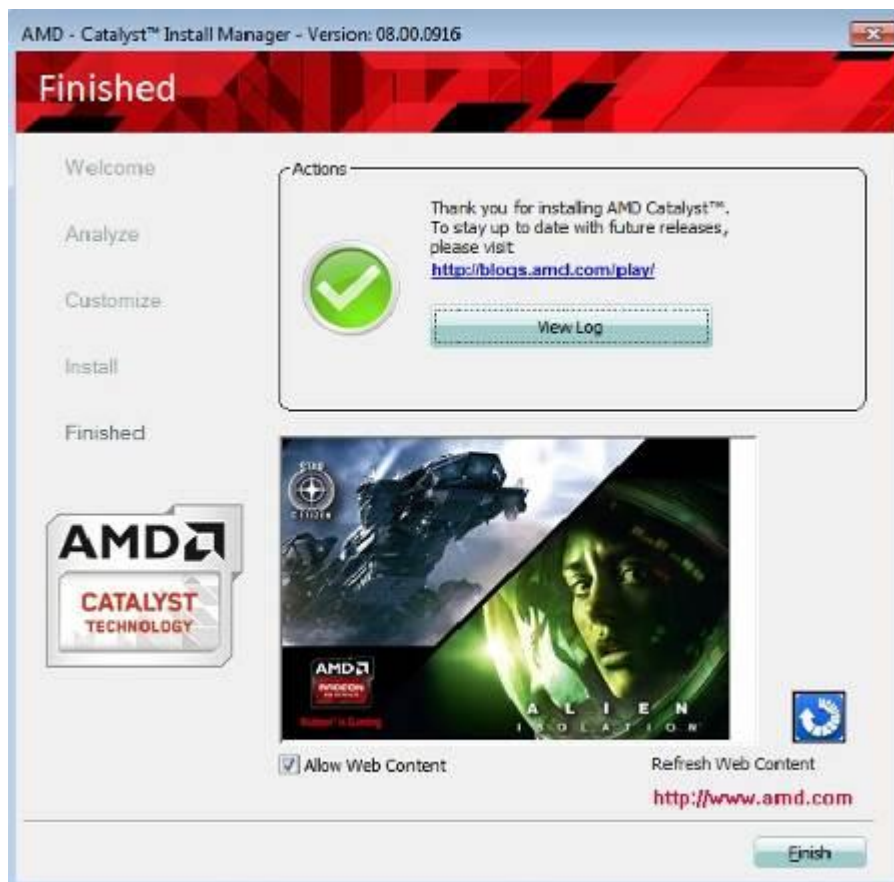 AMD - Catalyst™ Install Manager - Version: 08.00.0916
Finished
Welcome
Analyze
Customize
Install
Finished
Actions
Thank you for installing AMD Catalyst™.
To stay up to date with future releases,
please visit
http://blogs.amd.com/play/
View Log
AMD
CATALYST
TECHNOLOGY
STAR
CITIZEN
AMD
RADEON
ALIEN
ISOLATION
Allow Web Content
Refresh Web Content
http://www.amd.com
Finish